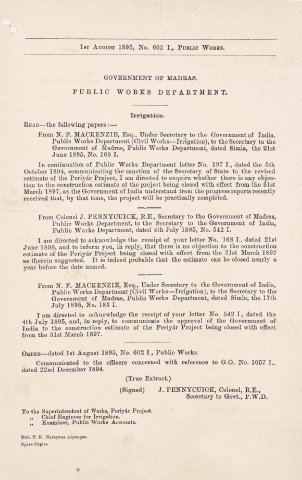 1st August 1895, No. 602 I., Public Works.
GOVERNMENT OF MADRAS.
PUBLIC WORKS DEPARTMENT.
Irrigation.
READ—the following papers:—
From N. F. MACKENZIE, Esq., Under Secretary to the Government of India,
Public Works Department (Civil Works—Irrigation), to the Secretary to the
Government of Madras, Public Works Department, dated Simla, the 21st
June 1895, No. 168 I.
In continuation of Public Works Department letter No. 197 I., dated the 5th
October 1894, communicating the sanction of the Secretary of State to the revised
estimate of the Periyár Project, I am directed to enquire whether there is any objec-
tion to the construction estimate of the project being closed with effect from the 31st
March 1897, as the Government of India understand from the progress reports recently
received that, by that time, the project will be practically completed.
From Colonel J. PENNYCUICK, R.E., Secretary to the Government of Madras,
Public Works Department, to the Secretary to the Government of India,
Public Works Department, dated 4th July 1895, No. 542 I.
I am directed to acknowledge the receipt of your letter No. 168 I., dated 21st
June 1895, and to inform you, in reply, that there is no objection to the construction
estimate of the Periyár Project being closed with effect from the 31st March 1897
as therein suggested. It is indeed probable that the estimate can be closed nearly a
year before the date named.
From N. F. MACKENZIE, Esq., Under Secretary to the Government of India,
Public Works Department (Civil Works—Irrigation), to the Secretary to the
Government of Madras, Public Works Department, dated Simla, the 17th
July 1895, No. 183 I.
I am directed to acknowledge the receipt of your letter No. 542 I., dated the
4th July 1895, and, in reply, to communicate the approval of the Government of
India to the construction estimate of the Periyár Project being closed with effect
from the 31st March 1897.
ORDER—dated 1st August 1895, No. 602 I., Public Works.
Communicated to the officers concerned with reference to G.O. No. 1057 I.,
dated 22nd December 1894.
(True Extract.)
(Signed) J. PENNYCUICK, Colonel, R.E.,
Secretary to Govt., P.W.D.
To the Superintendent of Works, Periyár Project.
„ Chief Engineer for Irrigation.
„ Examiner, Public Works Accounts.
T. K. Narayana Aiyangar.
Spare Copies